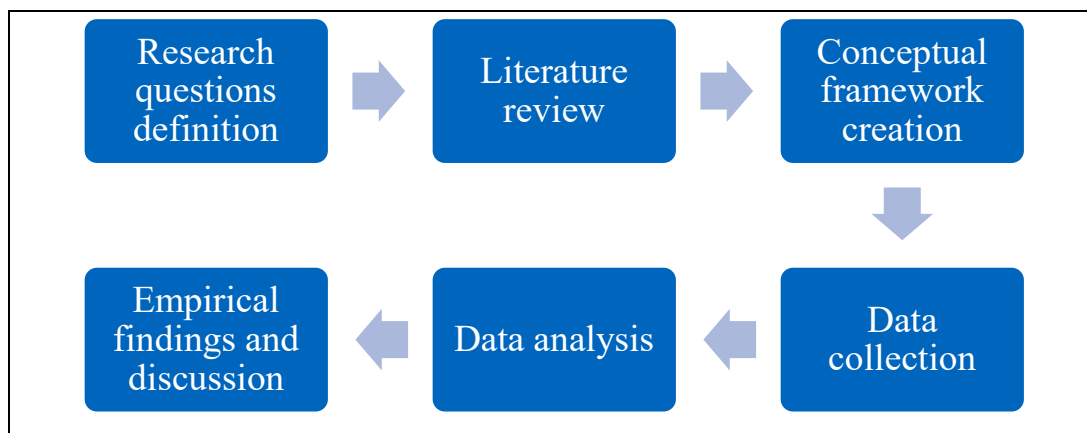 Research
questions
definition
Literature
review
Conceptual
framework
creation
Data
collection
Data analysis
Empirical
findings and
discussion